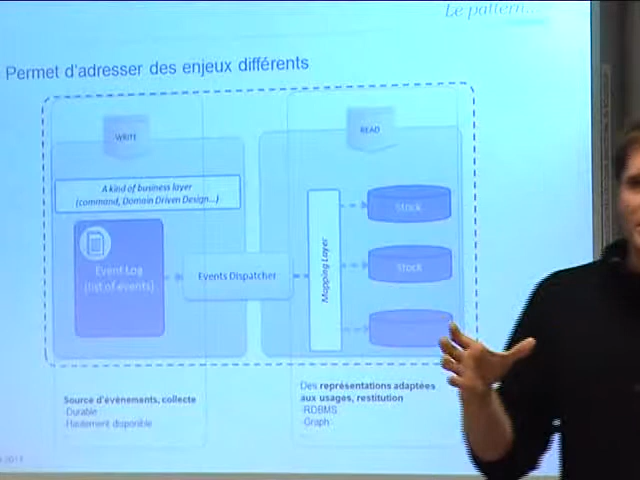 Le pattern...
Permet d'adresser des enjeux différents
WRITE
READ
A kind of business layer
(command, Domain Driven Design...)
Event Log
(list of events)
Events Dispatcher
Mapping Layer
Stock
Stock
Source d'évènements, collecte
-Durable
-Hautement disponible
Des représentations adaptées
aux usages, restitution
-RDBMS
-Graph